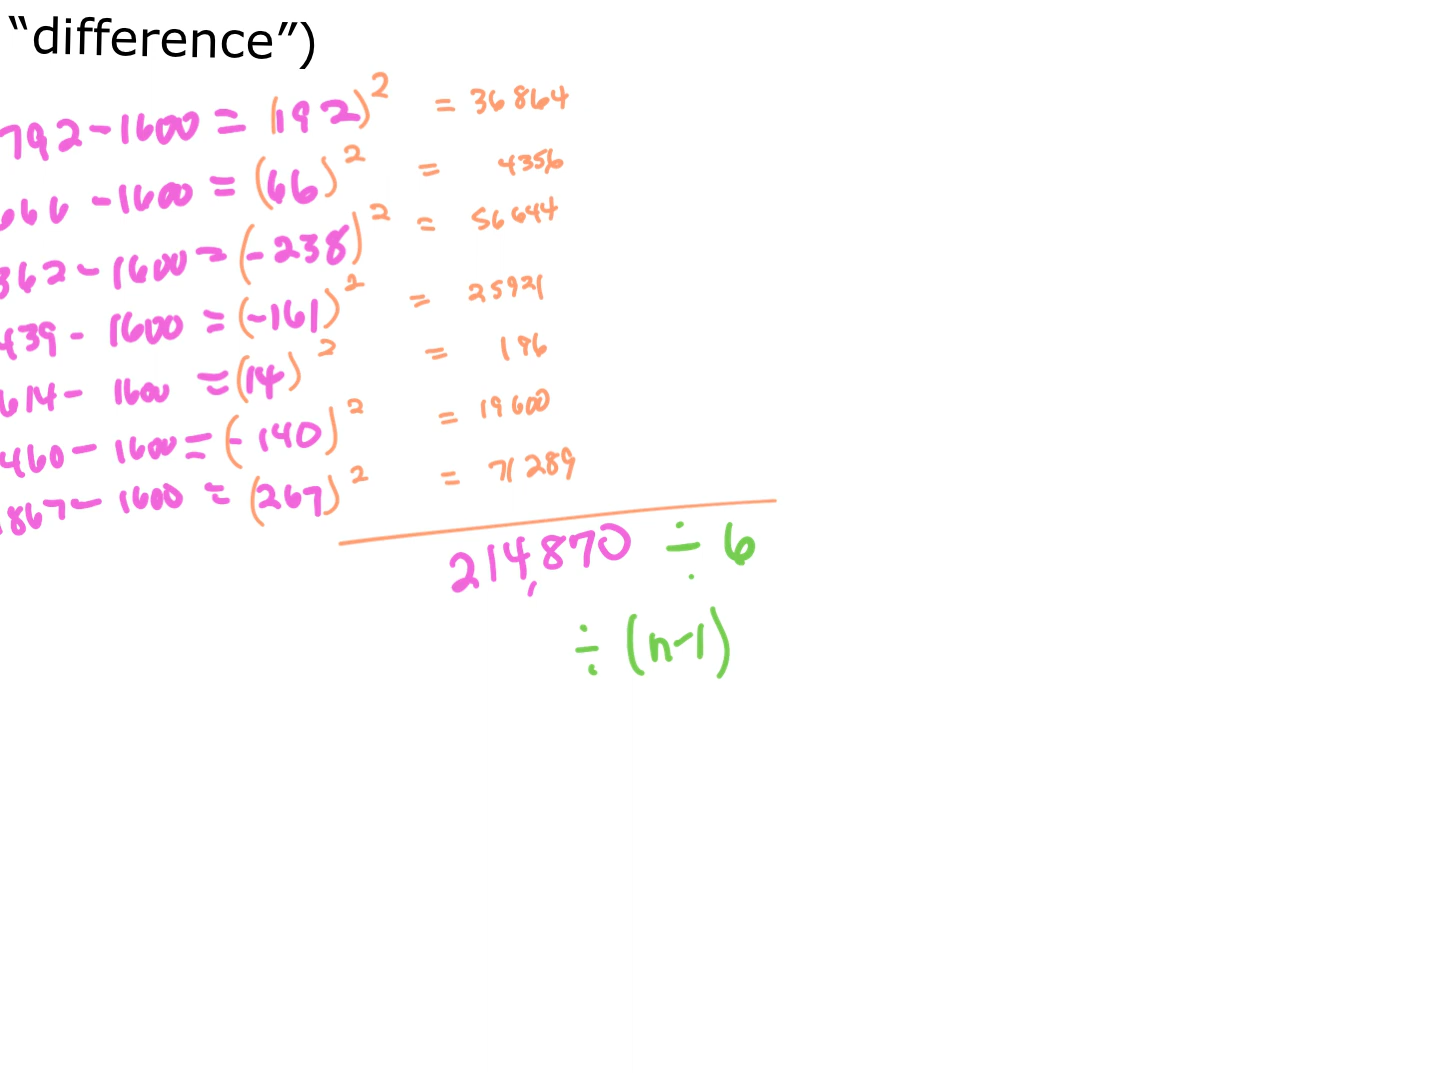 “difference”)
792 - 1600 = (192)² = 36864
666 - 1600 = (66)² = 4356
362 - 1600 = (-238)² = 56644
439 - 1600 = (-161)² = 25921
614 - 1600 = (14)² = 196
460 - 1600 = (-140)² = 19600
867 - 1600 = (267)² = 71289
214,870 ÷ 6
÷ (n-1)